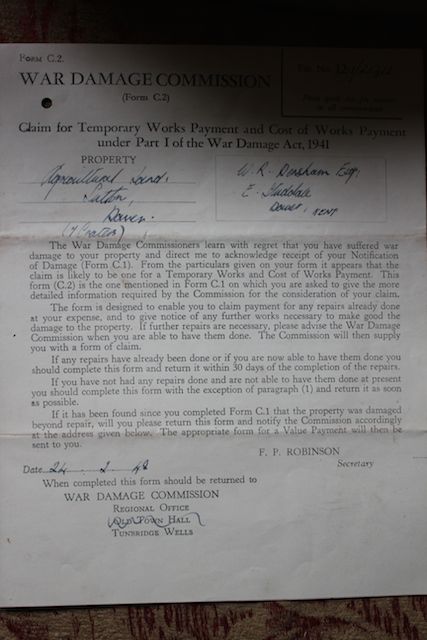 FORM C.2.
WAR DAMAGE COMMISSION
(Form C.2)
File No.
Claim for Temporary Works Payment and Cost of Works Payment
under Part I of the War Damage Act, 1941
PROPERTY
Agricultural Land,
Sutton,
Dover.
W. R. Denham Esq.
E.
Dover, KENT
The War Damage Commissioners learn with regret that you have suffered war
damage to your property and direct me to acknowledge receipt of your Notification
of Damage (Form C.1). From the particulars given on your form it appears that the
claim is likely to be one for a Temporary Works and Cost of Works Payment. This
form (C.2) is the one mentioned in Form C.1 on which you are asked to give the more
detailed information required by the Commission for the consideration of your claim.
The form is designed to enable you to claim payment for any repairs already done
at your expense, and to give notice of any further works necessary to make good the
damage to the property. If further repairs are necessary, please advise the War Damage
Commission when you are able to have them done. The Commission will then supply
you with a form of claim.
If any repairs have already been done or if you are now able to have them done you
should complete this form and return it within 30 days of the completion of the repairs.
If you have not had any repairs done and are not able to have them done at present
you should complete this form with the exception of paragraph (1) and return it as soon
as possible.
If it has been found since you completed Form C.1 that the property was damaged
beyond repair, will you please return this form and notify the Commission accordingly
at the address given below. The appropriate form for a Value Payment will then be
sent to you.
F. P. ROBINSON
Secretary
Date 24 . 2 . 42
When completed this form should be returned to
WAR DAMAGE COMMISSION
REGIONAL OFFICE
OLD TOWN HALL
TUNBRIDGE WELLS